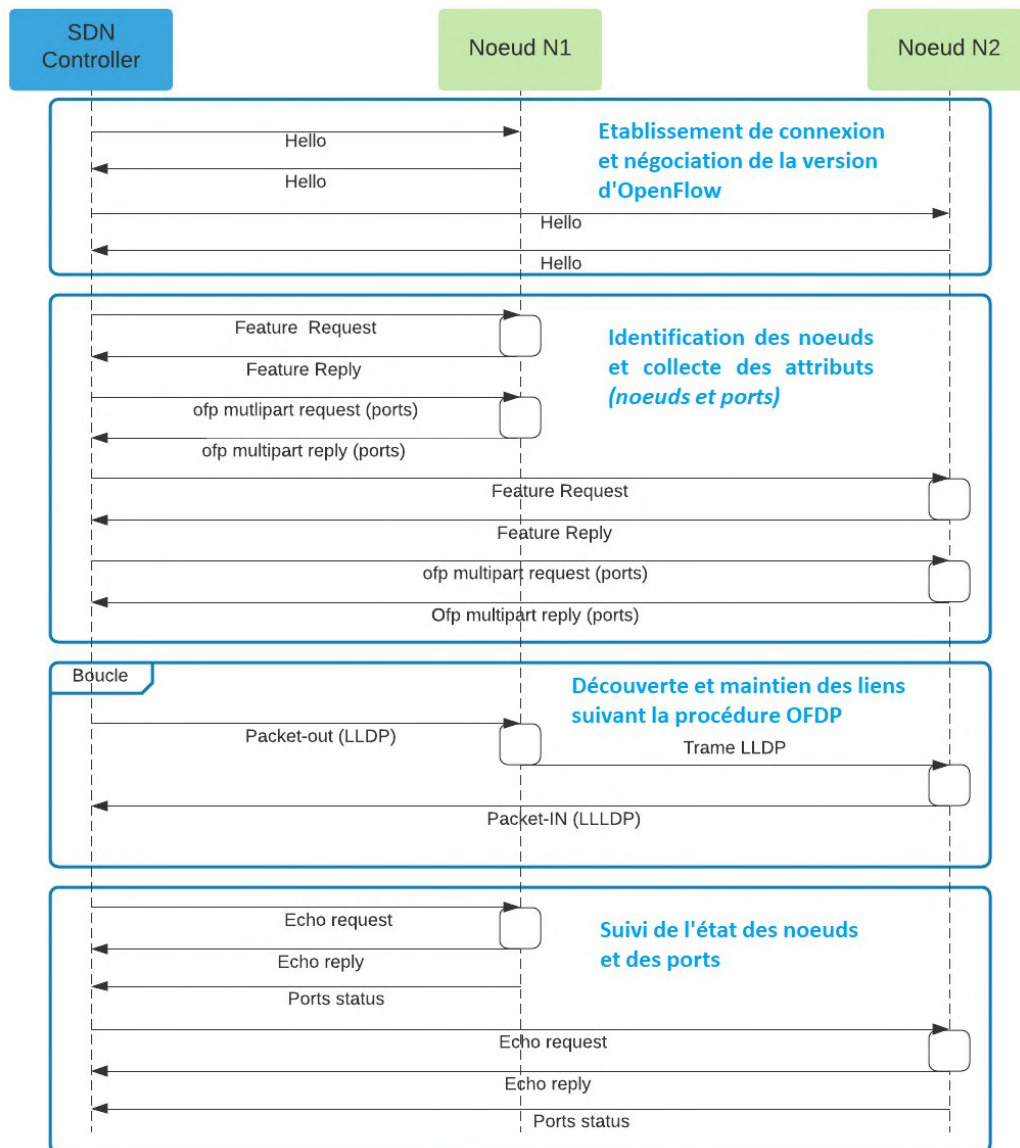 SDN
Controller
Noeud N1
Noeud N2
Hello
Etablissement de connexion
et négociation de la version
d'OpenFlow
Hello
Hello
Hello
Feature Request
Identification des noeuds
et collecte des attributs
(noeuds et ports)
Feature Reply
ofp mutlipart request (ports)
ofp multipart reply (ports)
Feature Request
Feature Reply
ofp multipart request (ports)
Ofp multipart reply (ports)
Boucle
Découverte et maintien des liens
suivant la procédure OFDP
Packet-out (LLDP)
Trame LLDP
Packet-IN (LLLDP)
Echo request
Suivi de l'état des noeuds
et des ports
Echo reply
Ports status
Echo request
Echo reply
Ports status